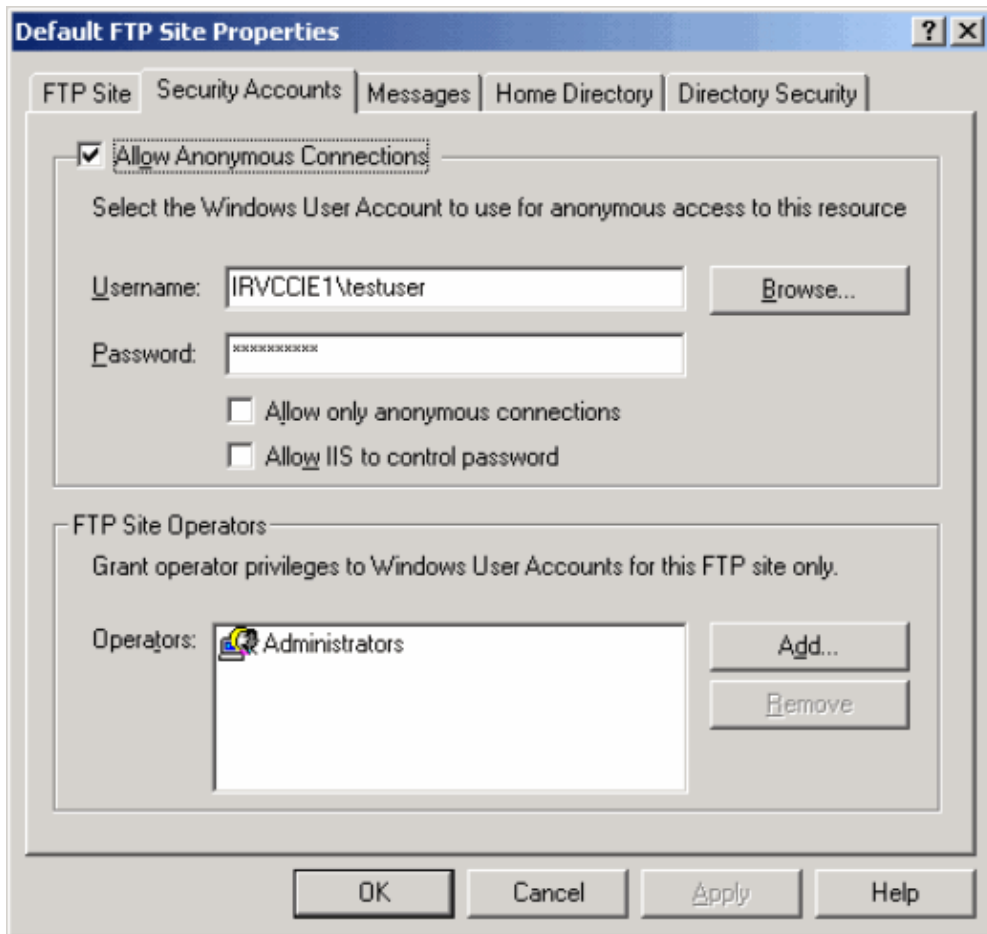 Default FTP Site Properties
FTP Site Security Accounts Messages Home Directory Directory Security
Allow Anonymous Connections
Select the Windows User Account to use for anonymous access to this resource
Username: IRVCCIE1\testuser Browse...
Password: **********
Allow only anonymous connections
Allow IIS to control password
FTP Site Operators
Grant operator privileges to Windows User Accounts for this FTP site only.
Operators: Administrators Add...
Remove
OK Cancel Apply Help